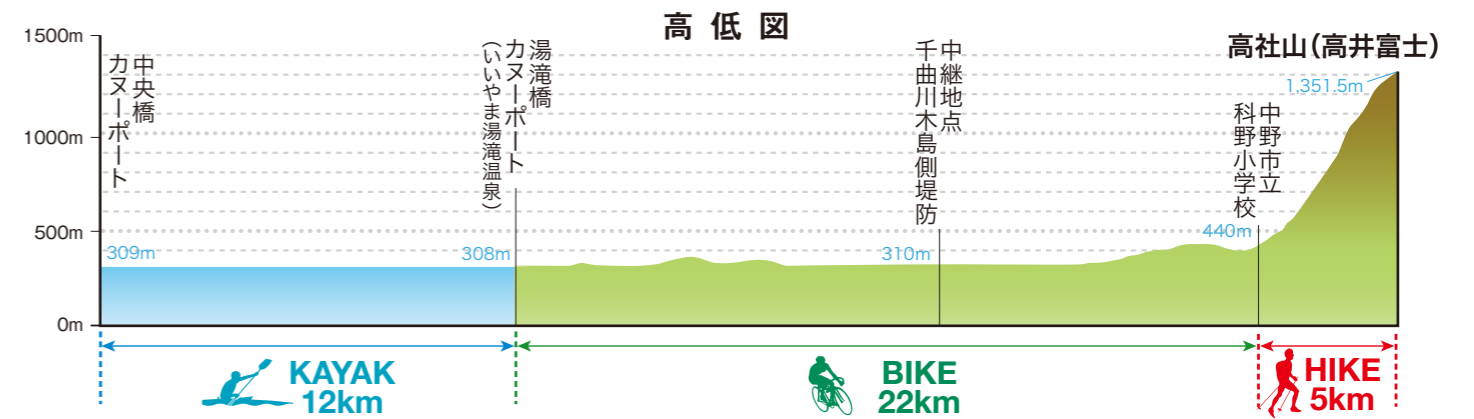 高低図
1500m
1000m
500m
0m
中央橋
カヌーポート
309m
湯滝橋
カヌーポート
（いいやま湯滝温泉）
308m
中継地点
千曲川木島側堤防
310m
中野市立
科野小学校
440m
高社山（高井富士）
1.351.5m
KAYAK
12km
BIKE
22km
HIKE
5km